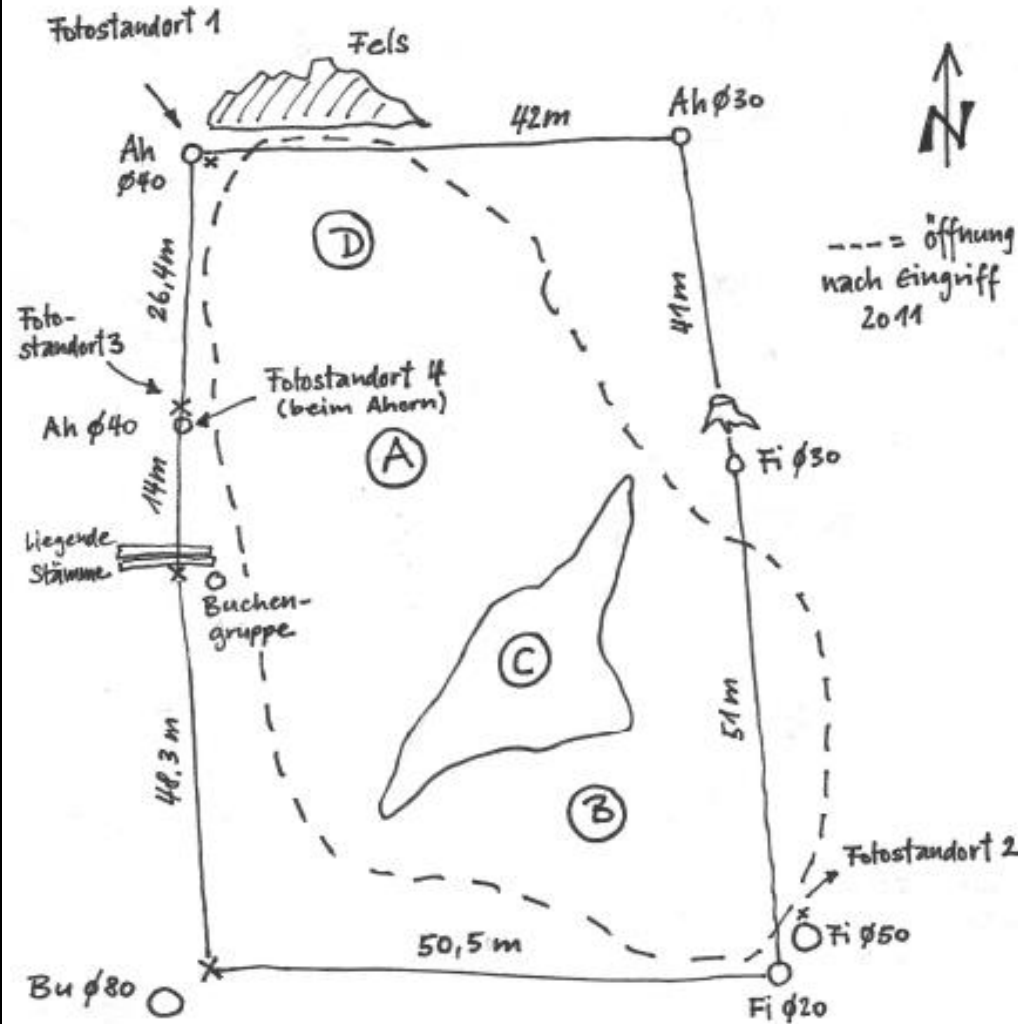 Fotostandort 1
Fels
42m
Ah ø30
N
Ah
ø40
D
---- = öffnung
nach Eingriff
2011
26,4m
41m
Foto-
standort 3
Fotostandort 4
(beim Ahorn)
Ah ø40
A
Fi ø30
14m
Liegende
Stämme
Buchen-
gruppe
C
51m
48,3 m
B
Fotostandort 2
Fi ø50
50,5 m
Bu ø80
Fi ø20